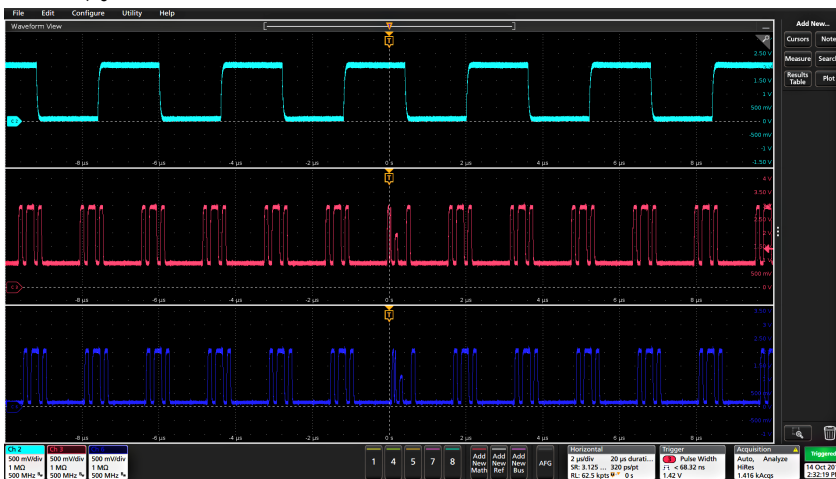 File Edit Configure Utility Help
Waveform View
Add New...
Cursors Note
Measure Search
Results Table Plot
2.50 V
1.50 V
1 V
500 mV
0 V
-500 mV
-1 V
-1.50 V
C 2
-8 µs -6 µs -4 µs -2 µs 0 s 2 µs 4 µs 6 µs 8 µs
T
4 V
3 V
2 V
500 mV
0 V
C 3
-8 µs -6 µs -4 µs -2 µs 0 s 2 µs 4 µs 6 µs 8 µs
T
-8 µs -6 µs -4 µs -2 µs 0 s 2 µs 4 µs 6 µs 8 µs
Ch 2
500 mV/div
1 MΩ
500 MHz
Ch 3
500 mV/div
1 MΩ
500 MHz
500 mV/div
1 MΩ
500 MHz
1 4 5 7 8
Add New Math
Add New Ref
Add New Bus
AFG
Horizontal
2 µs/div 20 µs durati...
SR: 3.125 ... 320 ps/pt
RL: 62.5 kpts 0 s
Trigger
3 Pulse Width
< 68.32 ns
1.42 V
Acquisition
Auto, Analyze
HiRes
1.416 kAcqs
Triggered
14 Oct 20
2:32:19 P